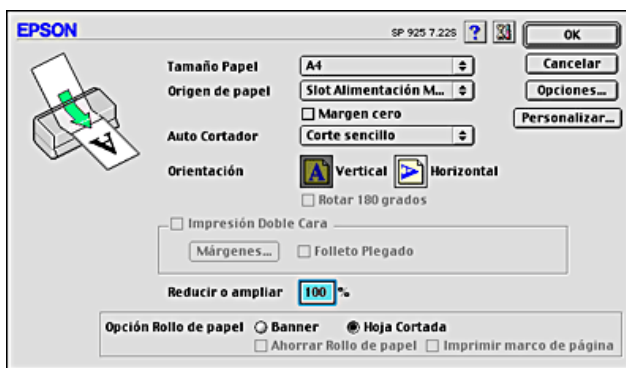 EPSON SP 925 7.22S ? OK
Tamaño Papel A4 Cancelar
Origen de papel Slot Alimentación M... Opciones...
Margen cero Personalizar...
Auto Cortador Corte sencillo
Orientación A Vertical A Horizontal
Rotar 180 grados
Impresión Doble Cara
Márgenes... Folleto Plegado
Reducir o ampliar 100 %
Opción Rollo de papel Banner Hoja Cortada
Ahorrar Rollo de papel Imprimir marco de página
A